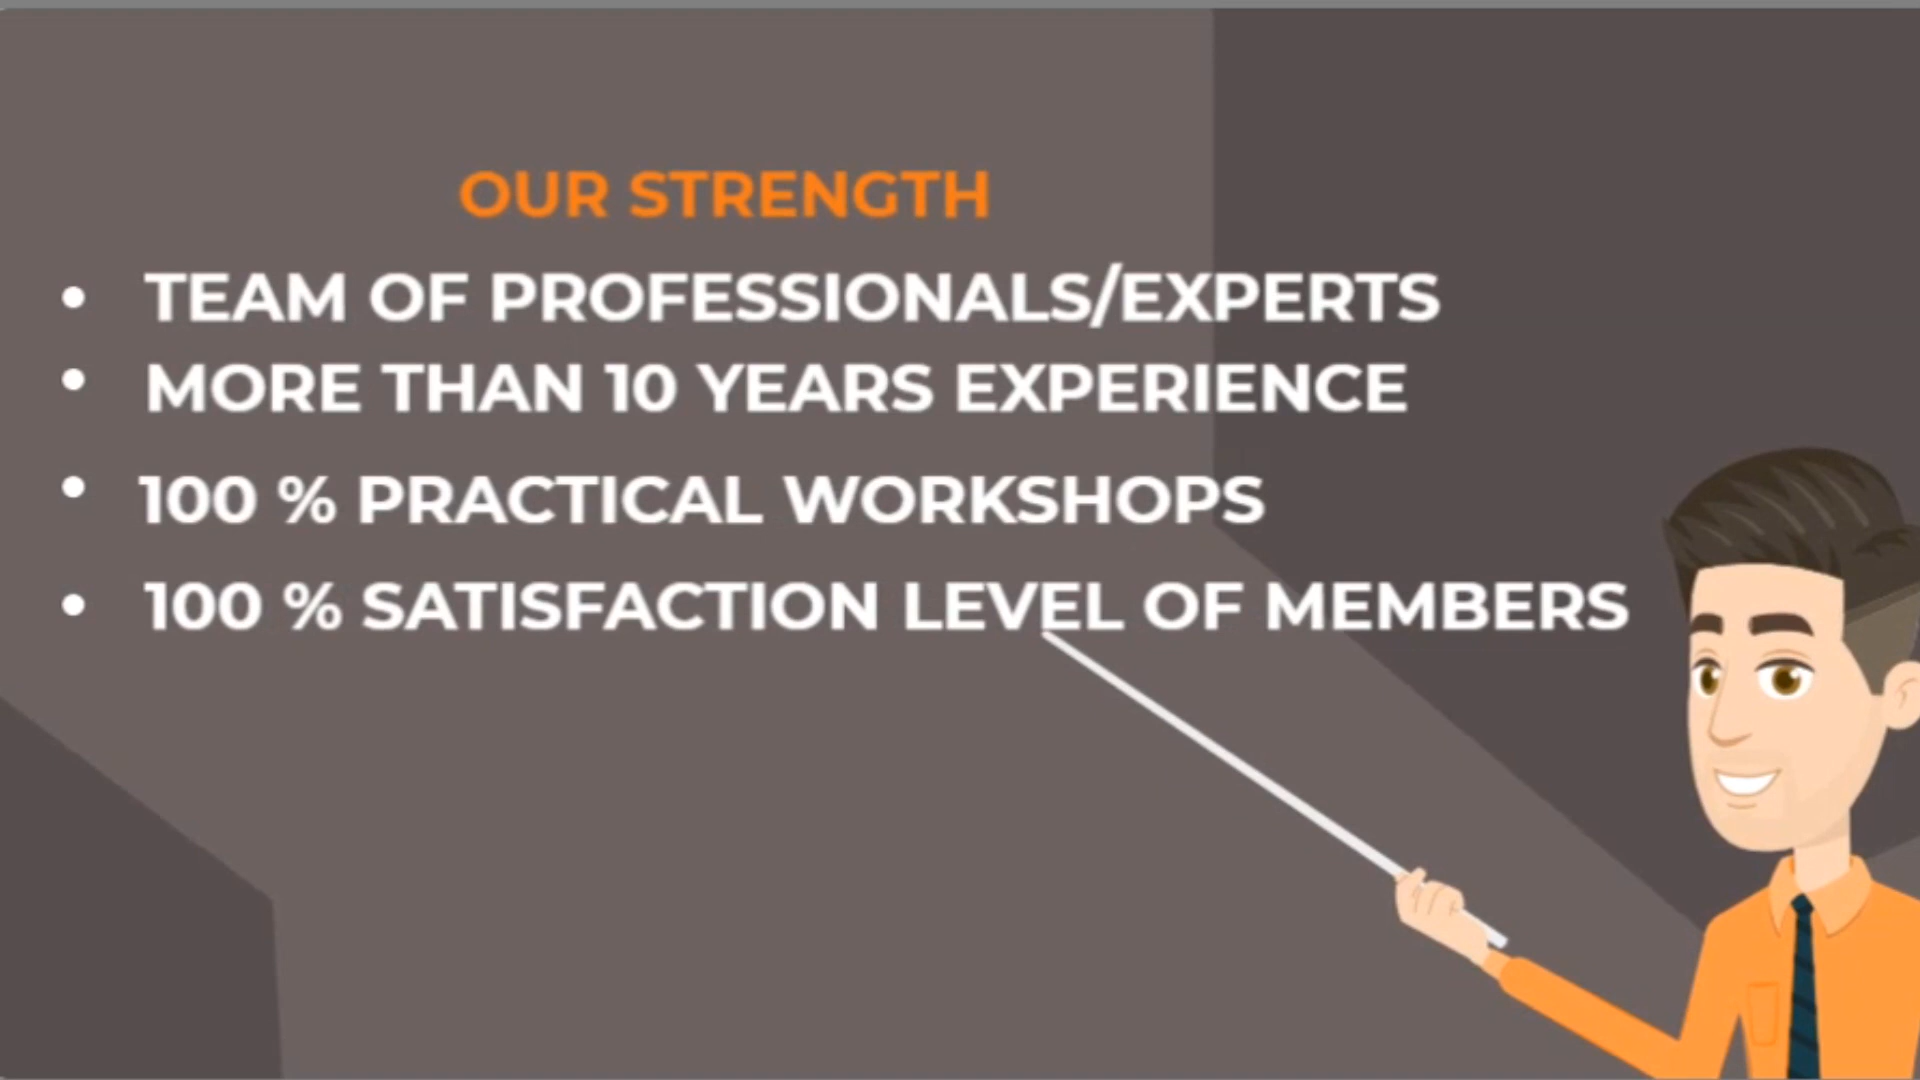 OUR STRENGTH
• TEAM OF PROFESSIONALS/EXPERTS
• MORE THAN 10 YEARS EXPERIENCE
• 100 % PRACTICAL WORKSHOPS
• 100 % SATISFACTION LEVEL OF MEMBERS